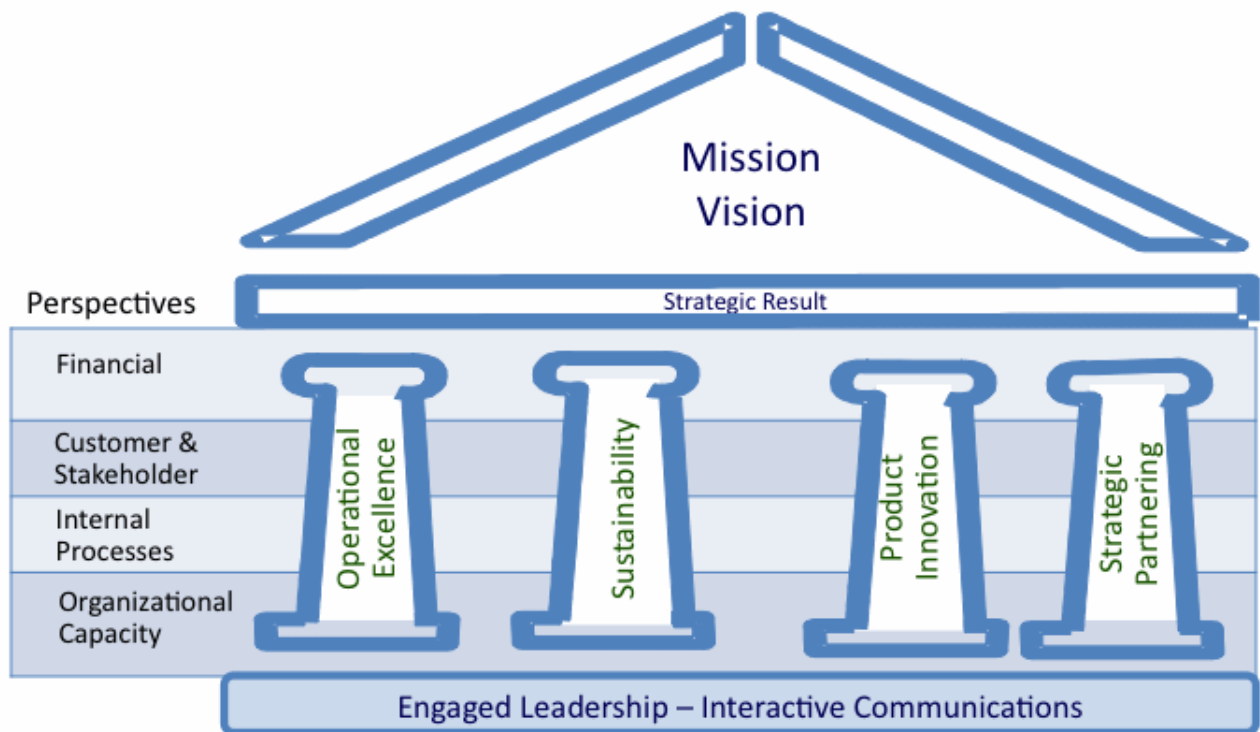 Mission
Vision
Perspectives
Strategic Result
Financial
Customer &
Stakeholder
Internal
Processes
Organizational
Capacity
Operational
Excellence
Sustainability
Product
Innovation
Strategic
Partnering
Engaged Leadership – Interactive Communications